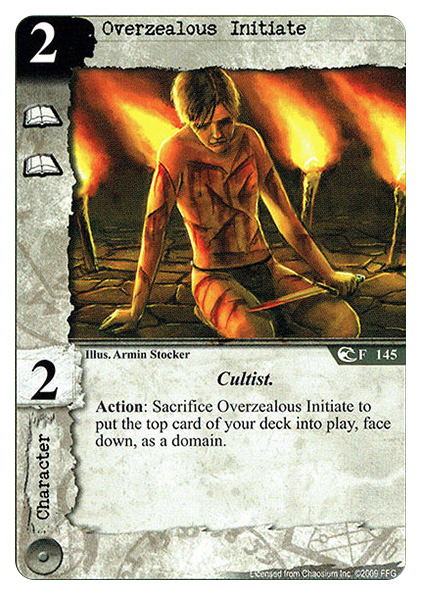 2
Overzealous Initiate
Illus. Armin Stocker
F 145
2
Cultist.
Action: Sacrifice Overzealous Initiate to
put the top card of your deck into play, face
down, as a domain.
Character
Licensed from Chaosium Inc. ©2009 FFG